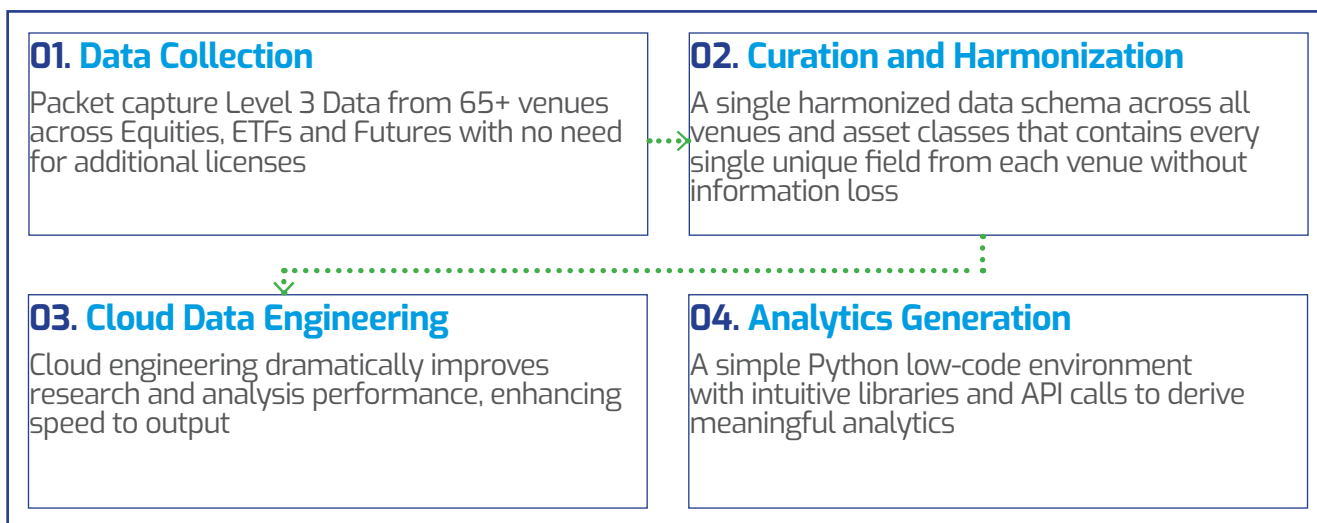 01. Data Collection
Packet capture Level 3 Data from 65+ venues
across Equities, ETFs and Futures with no need
for additional licenses
02. Curation and Harmonization
A single harmonized data schema across all
venues and asset classes that contains every
single unique field from each venue without
information loss
03. Cloud Data Engineering
Cloud engineering dramatically improves
research and analysis performance, enhancing
speed to output
04. Analytics Generation
A simple Python low-code environment
with intuitive libraries and API calls to derive
meaningful analytics